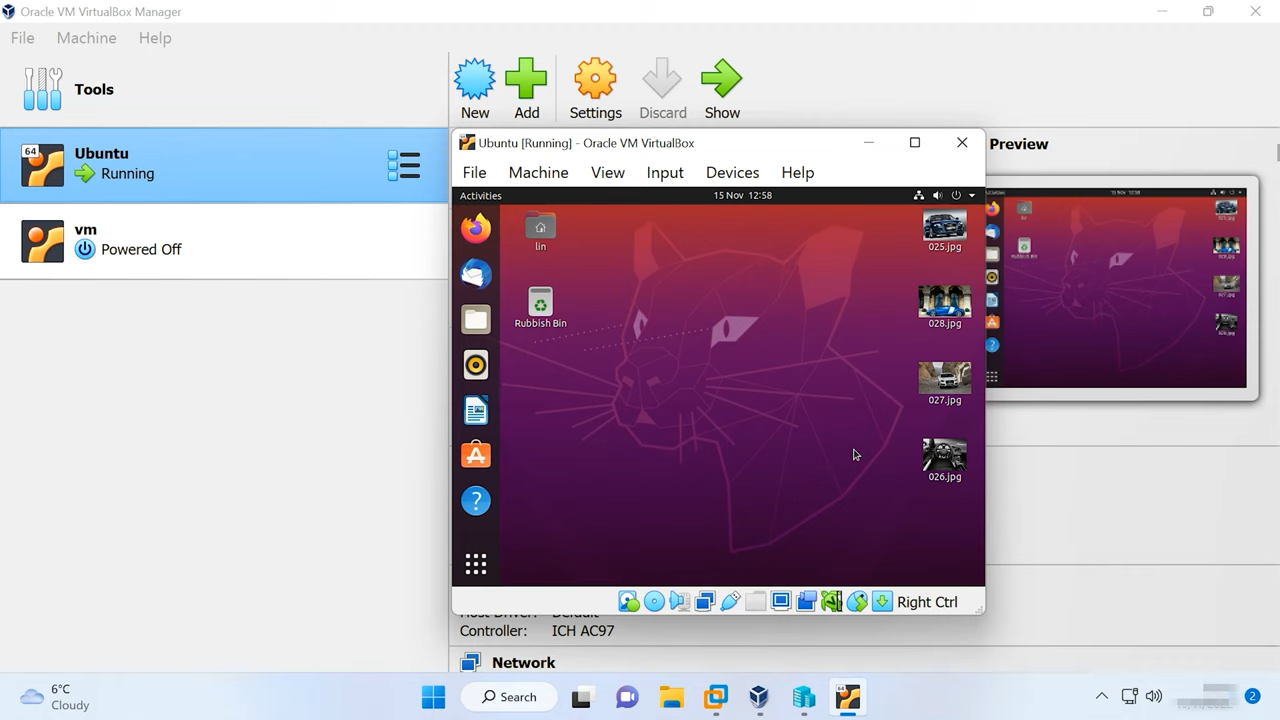 Oracle VM VirtualBox Manager
File Machine Help
Tools
New Add Settings Discard Show
64 Ubuntu
Running
vm
Powered Off
Preview
Ubuntu [Running] - Oracle VM VirtualBox
File Machine View Input Devices Help
Activities 15 Nov 12:58
lin
Rubbish Bin
025.jpg
028.jpg
027.jpg
026.jpg
Right Ctrl
Controller: ICH AC97
Network
6°C
Cloudy
Search
64
2